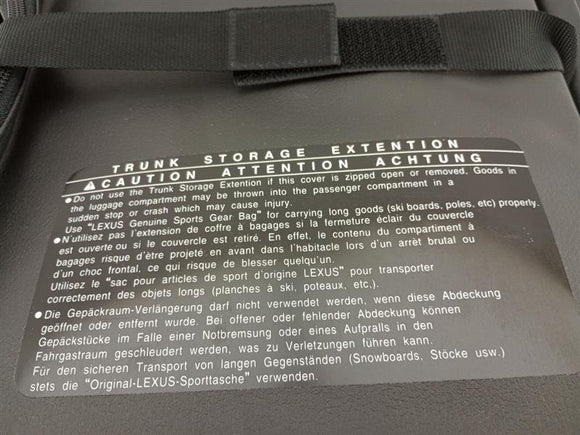 TRUNK STORAGE EXTENTION
⚠CAUTION ATTENTION ACHTUNG
●Do not use the Trunk Storage Extention if this cover is zipped open or removed. Goods in
the luggage compartment may be thrown into the passenger compartment in a
sudden stop or crash which may cause injury.
Use "LEXUS Genuine Sports Gear Bag" for carrying long goods (ski boards, poles, etc) properly.
●N'utilisez pas l'extension de coffre à bagages si la fermeture éclair du couvercle
est ouverte ou si le couvercle est retiré. En effet, le contenu du compartiment à
bagages risque d'être projeté en avant dans l'habitacle lors d'un arrêt brutal ou
d'un choc frontal, ce qui risque de blesser quelqu'un.
Utilisez le "sac pour articles de sport d'origine LEXUS" pour transporter
correctement des objets longs (planches à ski, poteaux, etc.).
●Die Gepäckraum-Verlängerung darf nicht verwendet werden, wenn diese Abdeckung
geöffnet oder entfernt wurde. Bei offener oder fehlender Abdeckung können
Gepäckstücke im Falle einer Notbremsung oder eines Aufpralls in den
Fahrgastraum geschleudert werden, was zu Verletzungen führen kann.
Für den sicheren Transport von langen Gegenständen (Snowboards, Stöcke usw.)
stets die "Original-LEXUS-Sporttasche" verwenden.